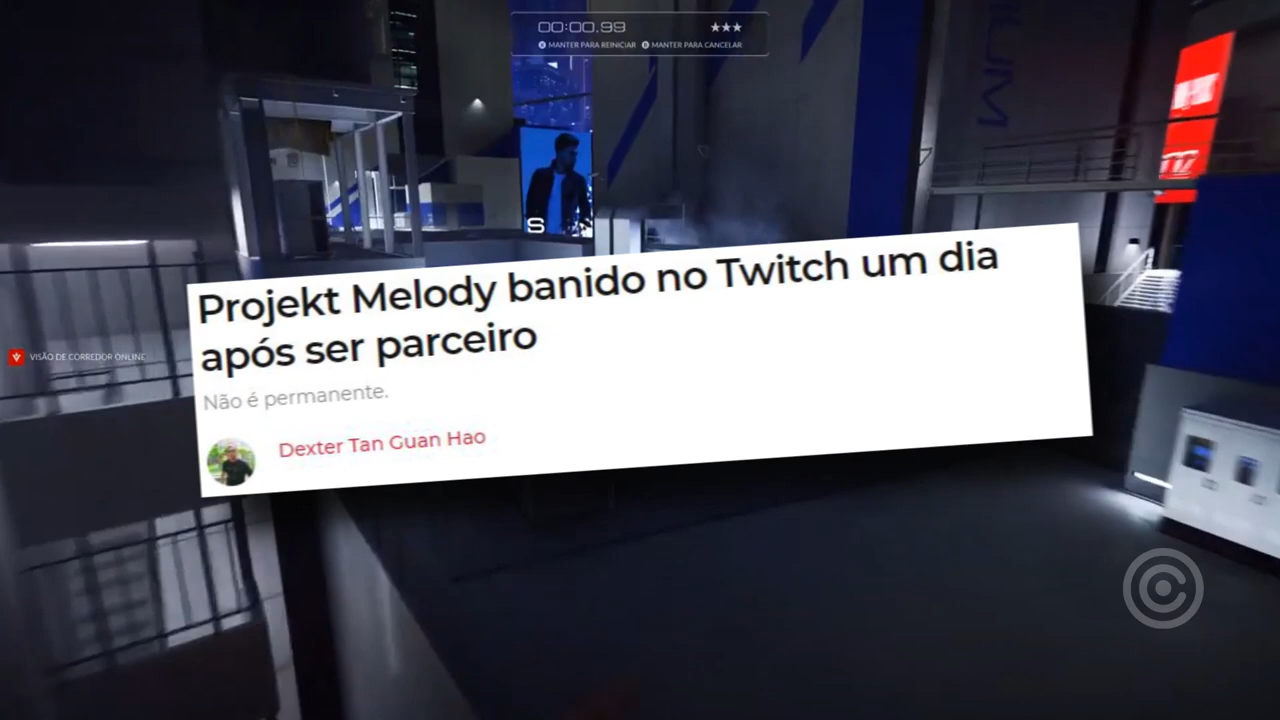 00:00.99 ★★★
X MANTER PARA REINICIAR B MANTER PARA CANCELAR
S
Projekt Melody banido no Twitch um dia
após ser parceiro
VISÃO DE CORREDOR ONLINE
Não é permanente.
Dexter Tan Guan Hao